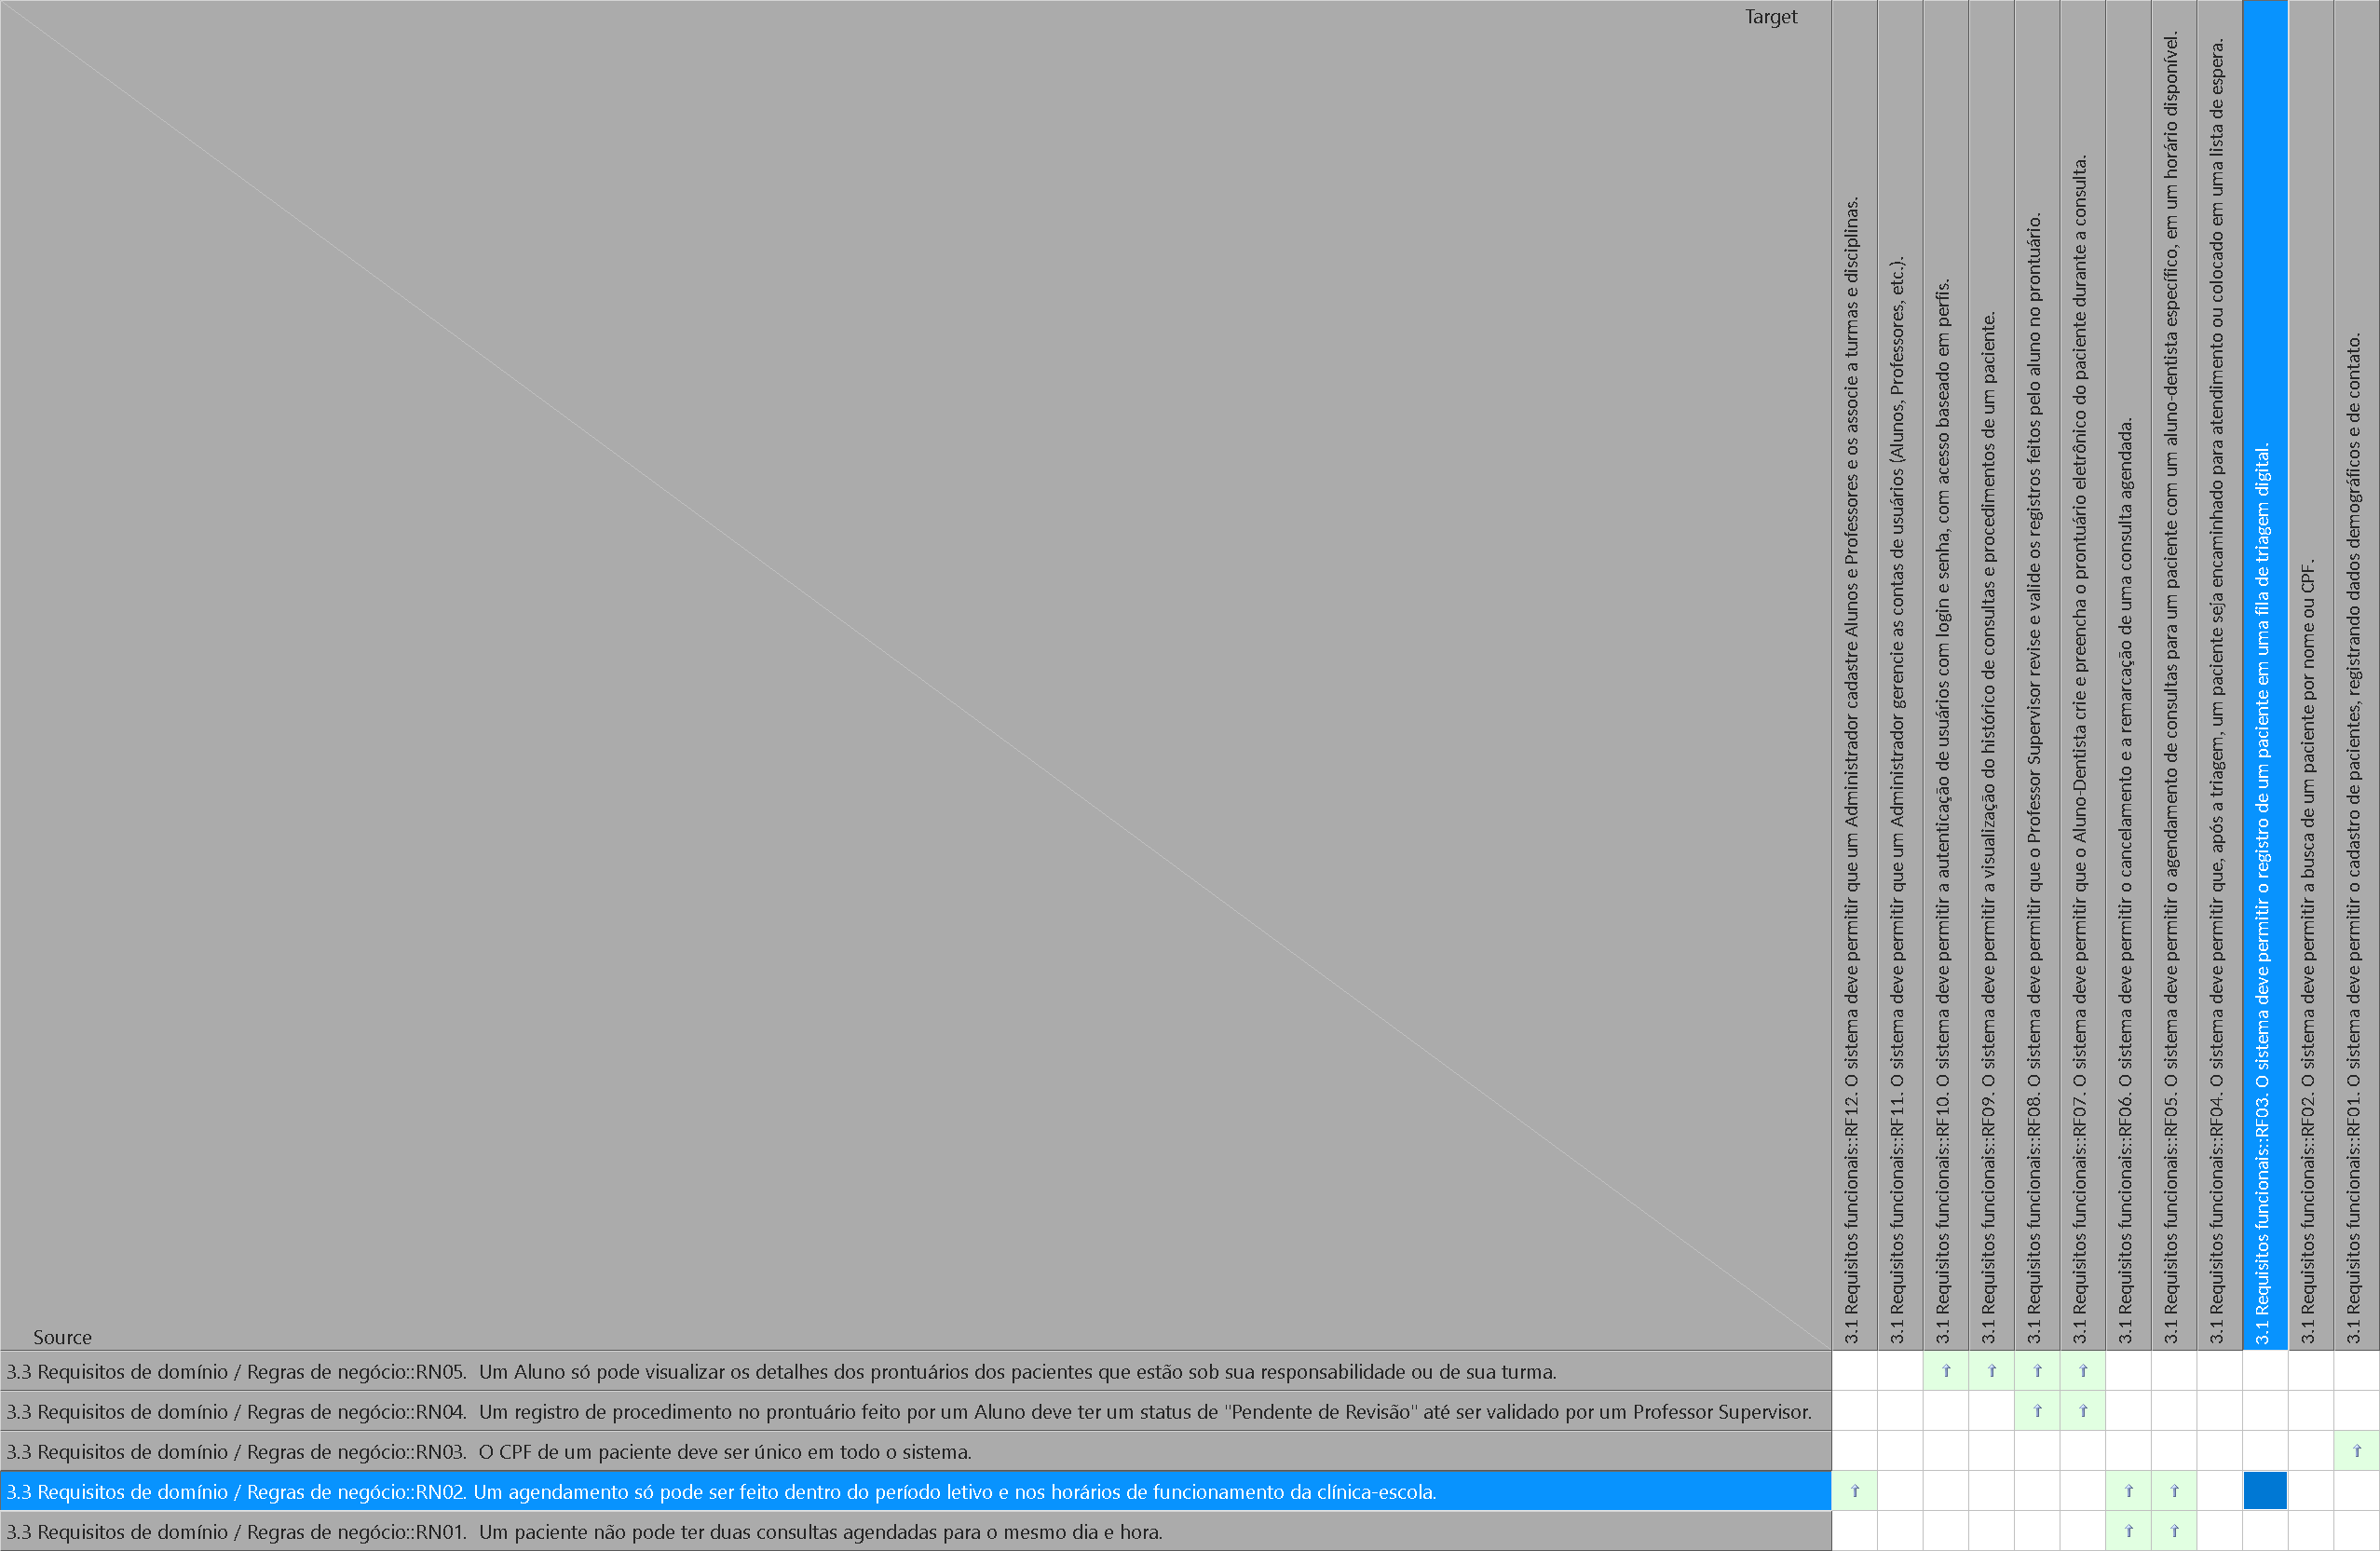 Target
3.1 Requisitos funcionais::RF12. O sistema deve permitir que um Administrador cadastre Alunos e Professores e os associe a turmas e disciplinas.
3.1 Requisitos funcionais::RF11. O sistema deve permitir que um Administrador gerencie as contas de usuários (Alunos, Professores, etc.).
3.1 Requisitos funcionais::RF10. O sistema deve permitir a autenticação de usuários com login e senha, com acesso baseado em perfis.
3.1 Requisitos funcionais::RF09. O sistema deve permitir a visualização do histórico de consultas e procedimentos de um paciente.
3.1 Requisitos funcionais::RF08. O sistema deve permitir que o Professor Supervisor revise e valide os registros feitos pelo aluno no prontuário.
3.1 Requisitos funcionais::RF07. O sistema deve permitir que o Aluno-Dentista crie e preencha o prontuário eletrônico do paciente durante a consulta.
3.1 Requisitos funcionais::RF06. O sistema deve permitir o cancelamento e a remarcação de uma consulta agendada.
3.1 Requisitos funcionais::RF05. O sistema deve permitir o agendamento de consultas para um paciente com um aluno-dentista específico, em um horário disponível.
3.1 Requisitos funcionais::RF04. O sistema deve permitir que, após a triagem, um paciente seja encaminhado para atendimento ou colocado em uma lista de espera.
3.1 Requisitos funcionais::RF03. O sistema deve permitir o registro de um paciente em uma fila de triagem digital.
3.1 Requisitos funcionais::RF02. O sistema deve permitir a busca de um paciente por nome ou CPF.
3.1 Requisitos funcionais::RF01. O sistema deve permitir o cadastro de pacientes, registrando dados demográficos e de contato.
Source
3.3 Requisitos de domínio / Regras de negócio::RN05. Um Aluno só pode visualizar os detalhes dos prontuários dos pacientes que estão sob sua responsabilidade ou de sua turma.
3.3 Requisitos de domínio / Regras de negócio::RN04. Um registro de procedimento no prontuário feito por um Aluno deve ter um status de "Pendente de Revisão" até ser validado por um Professor Supervisor.
3.3 Requisitos de domínio / Regras de negócio::RN03. O CPF de um paciente deve ser único em todo o sistema.
3.3 Requisitos de domínio / Regras de negócio::RN02. Um agendamento só pode ser feito dentro do período letivo e nos horários de funcionamento da clínica-escola.
3.3 Requisitos de domínio / Regras de negócio::RN01. Um paciente não pode ter duas consultas agendadas para o mesmo dia e hora.